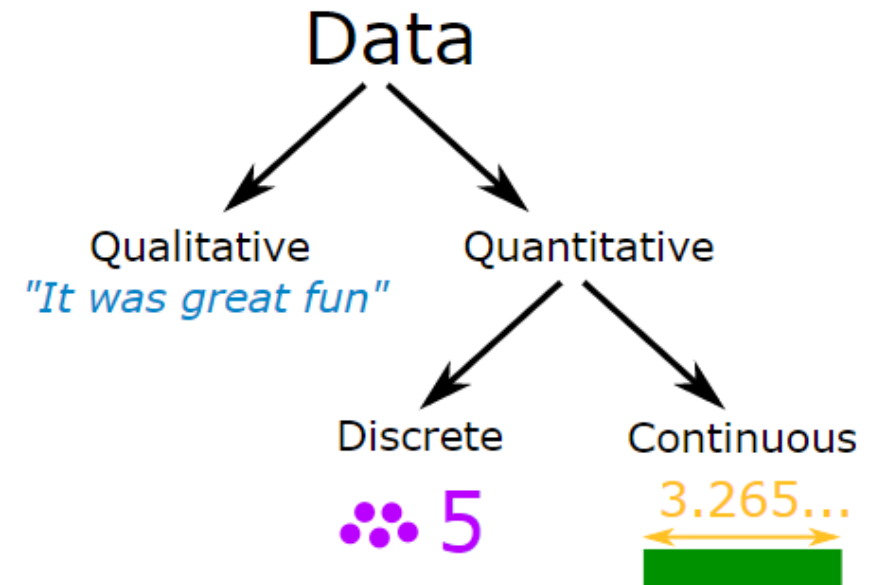 Data
Qualitative
Quantitative
"It was great fun"
Discrete
Continuous
5
3.265...